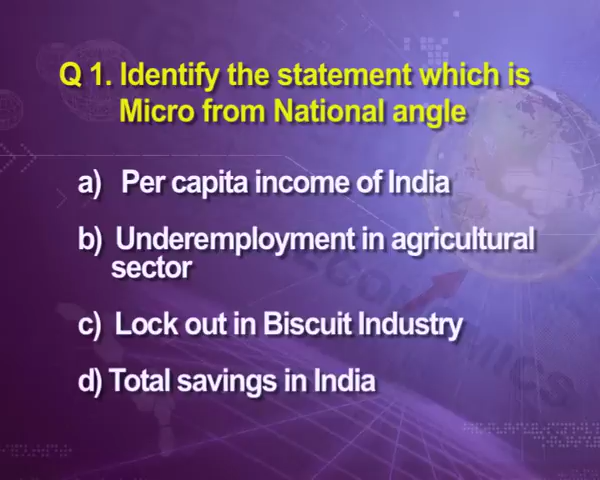 Q 1. Identify the statement which is
Micro from National angle
a) Per capita income of India
b) Underemployment in agricultural
sector
c) Lock out in Biscuit Industry
d) Total savings in India